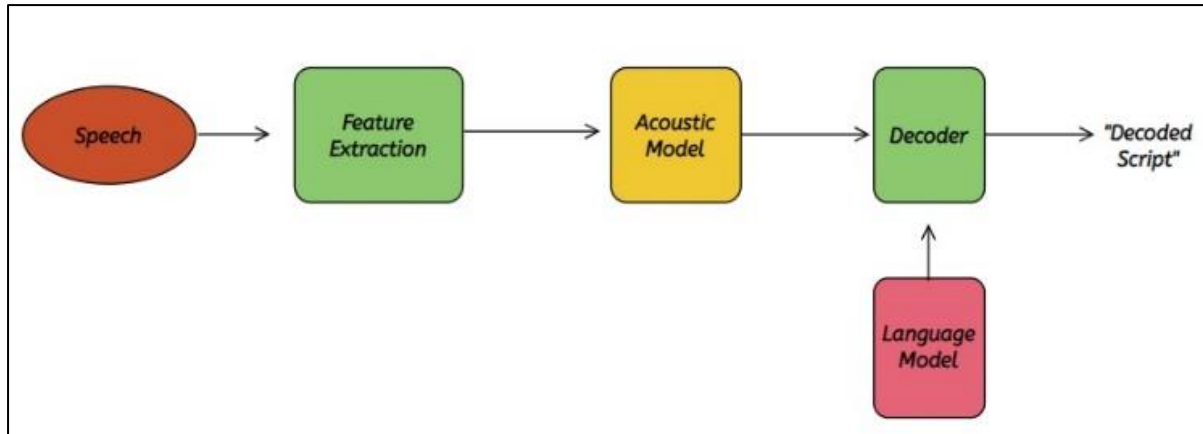 Speech
Feature
Extraction
Acoustic
Model
Decoder
"Decoded
Script"
Language
Model